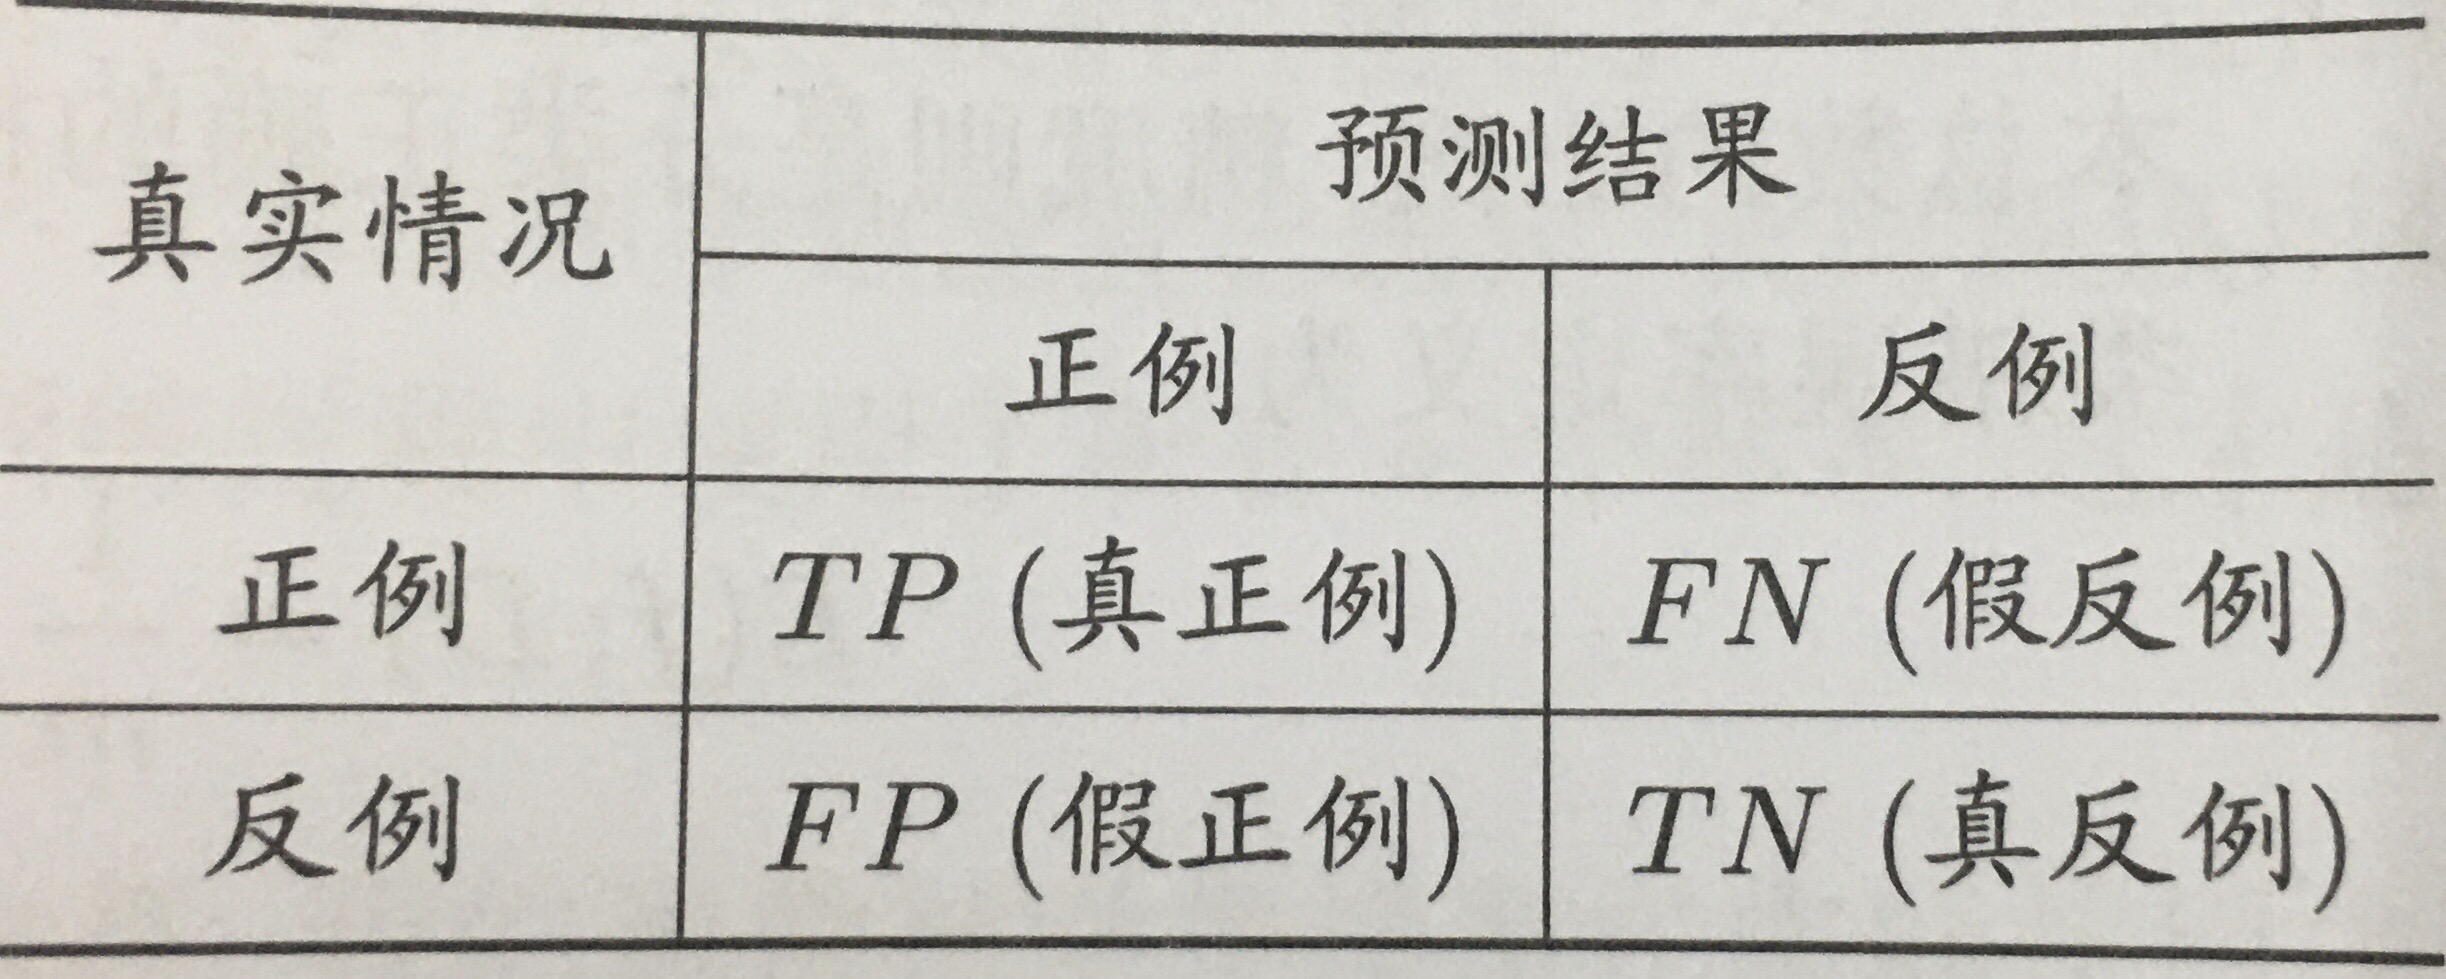 真实情况
预测结果
正例 反例
正例 TP (真正例) FN (假反例)
反例 FP (假正例) TN (真反例)